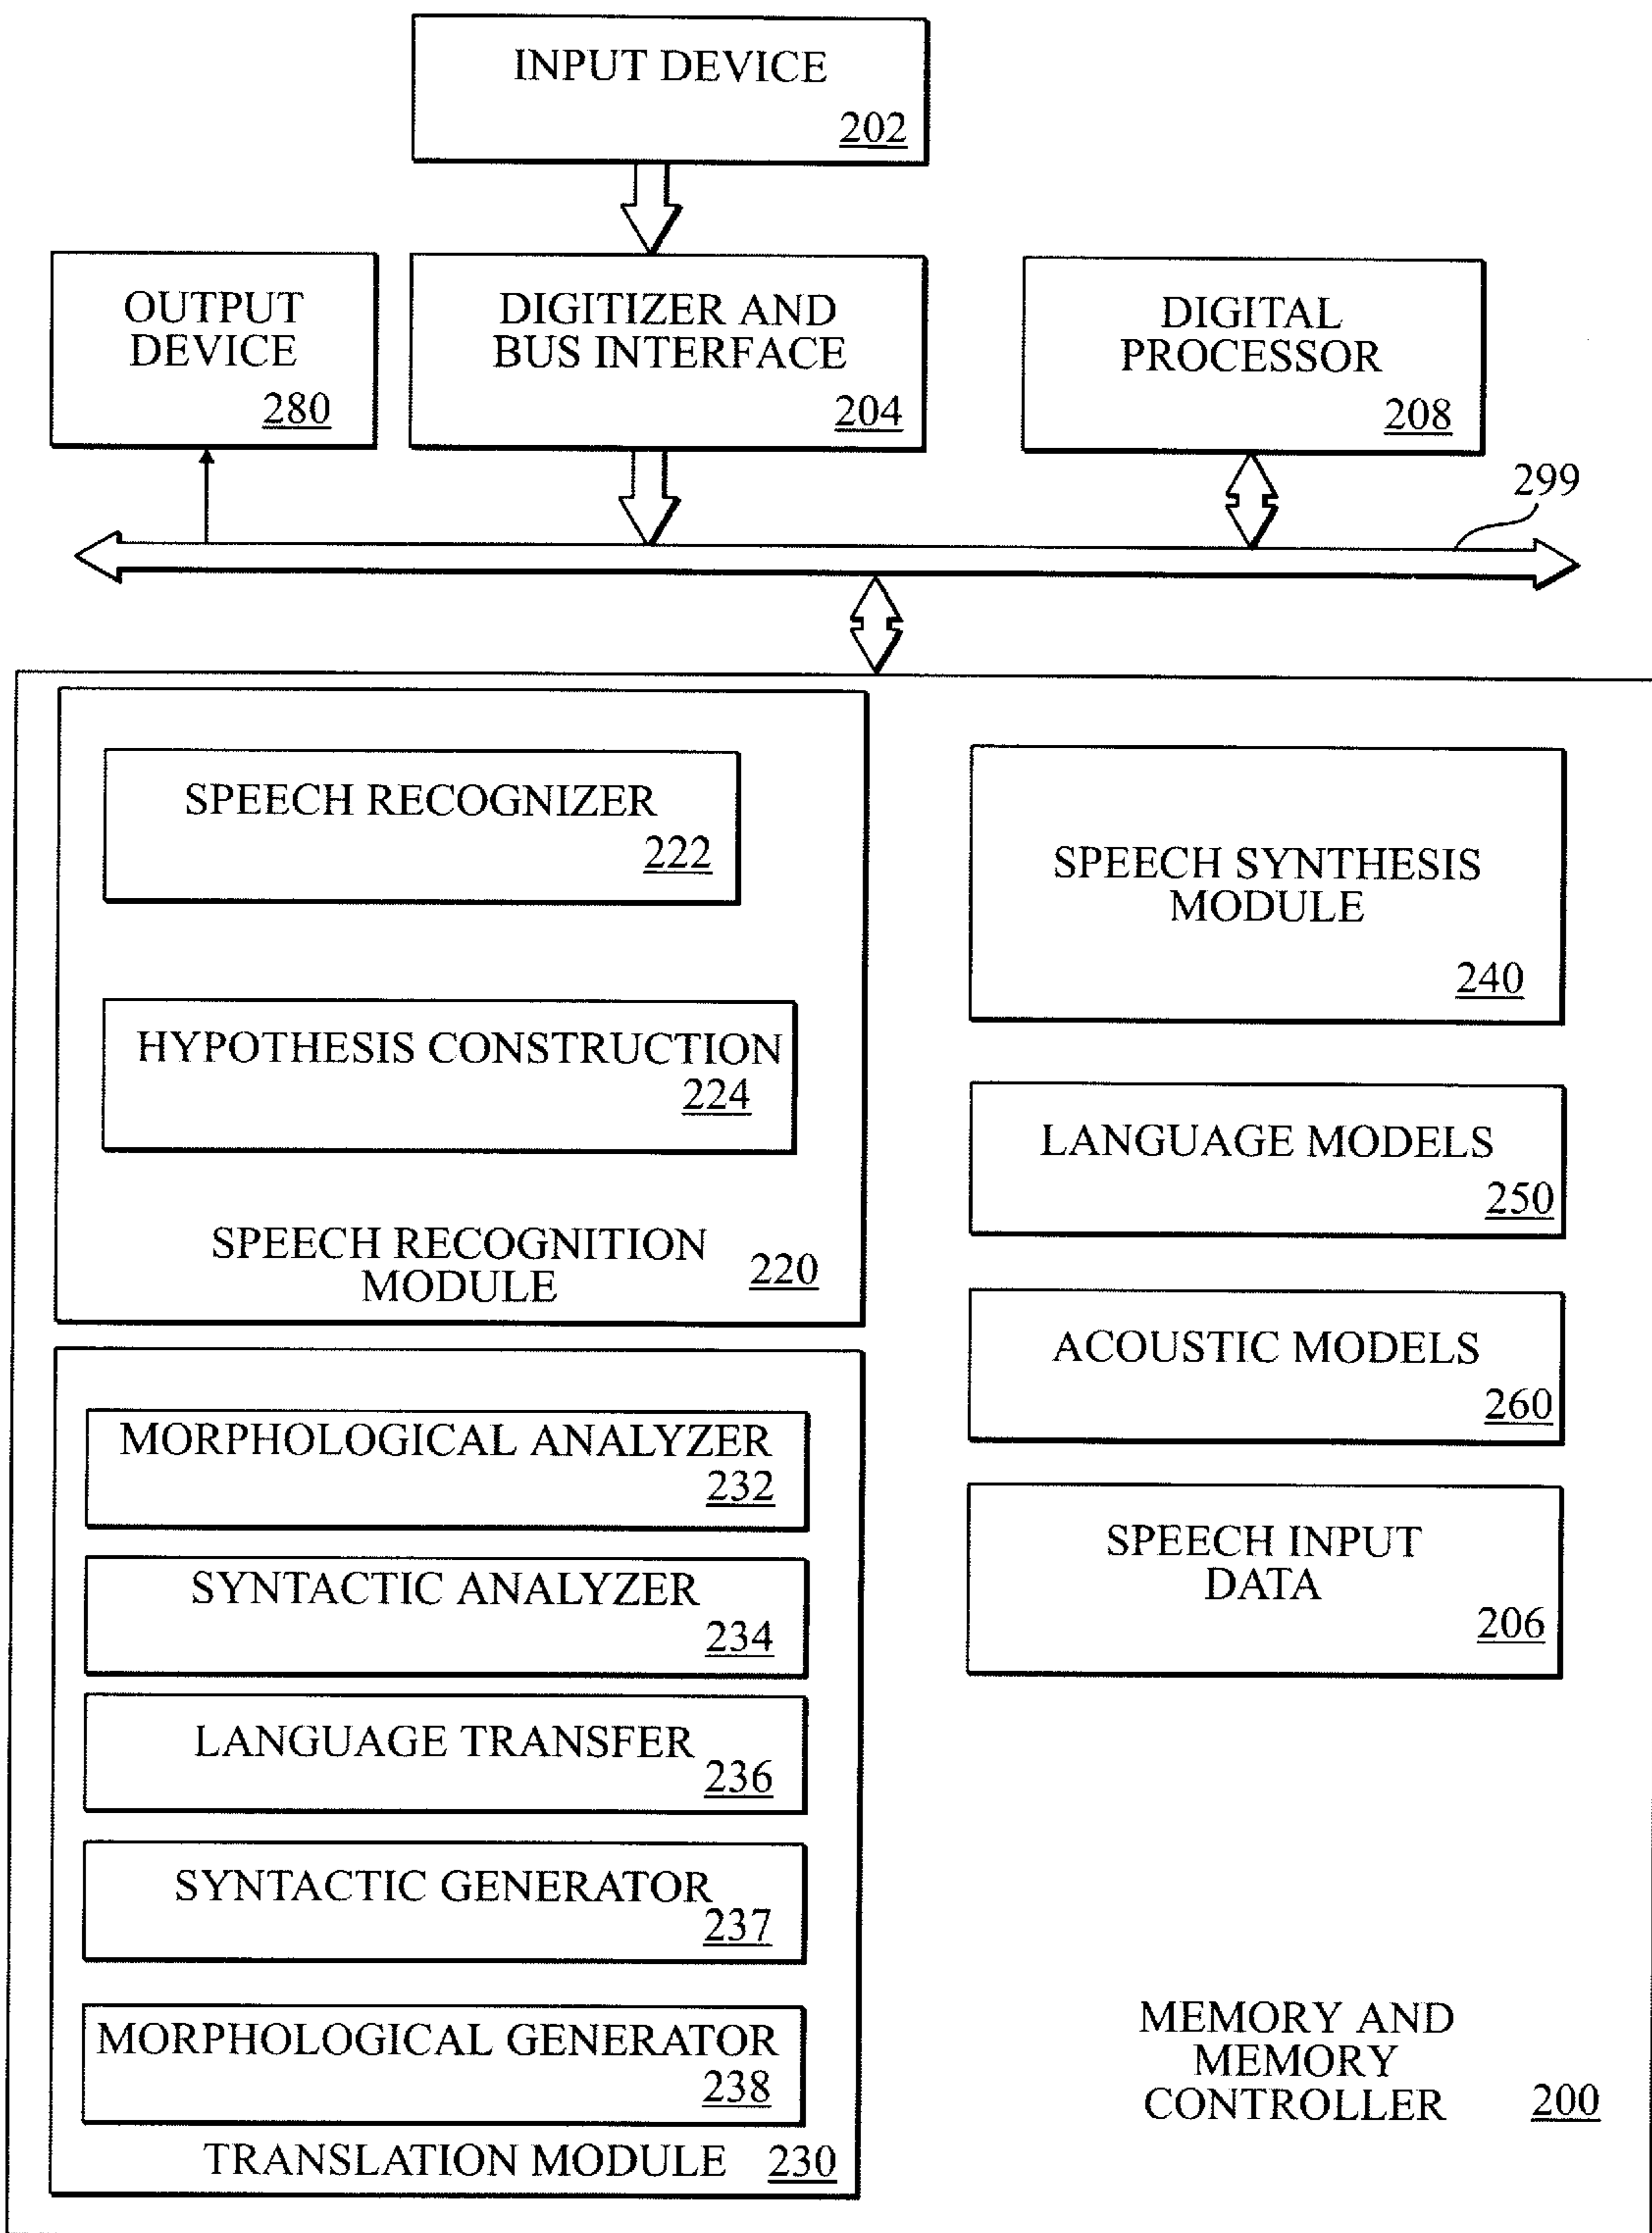 INPUT DEVICE
202
OUTPUT
DEVICE
280
DIGITIZER AND
BUS INTERFACE
204
DIGITAL
PROCESSOR
208
299
SPEECH RECOGNIZER
222
HYPOTHESIS CONSTRUCTION
224
SPEECH RECOGNITION
MODULE
220
MORPHOLOGICAL ANALYZER
232
SYNTACTIC ANALYZER
234
LANGUAGE TRANSFER
236
SYNTACTIC GENERATOR
237
MORPHOLOGICAL GENERATOR
238
TRANSLATION MODULE 230
SPEECH SYNTHESIS
MODULE
240
LANGUAGE MODELS
250
ACOUSTIC MODELS
260
SPEECH INPUT
DATA
206
MEMORY AND
MEMORY
CONTROLLER 200